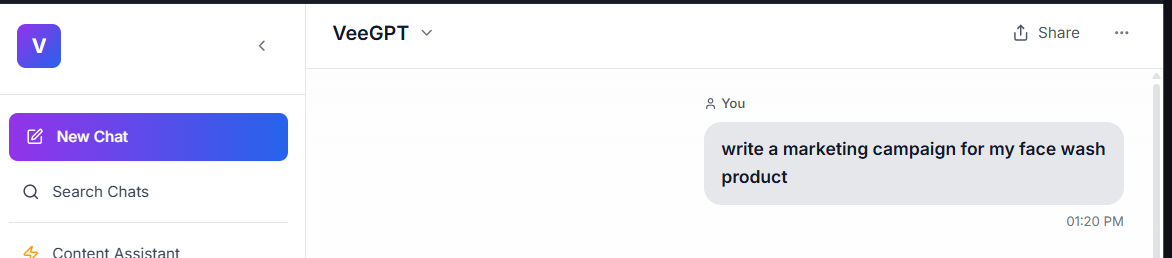 V
VeeGPT
Share
New Chat
Search Chats
Content Assistant
You
write a marketing campaign for my face wash
product
01:20 PM